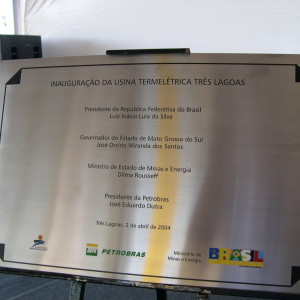 INAUGURAÇÃO DA USINA TERMELÉTRICA TRÊS LAGOAS
Presidente da República Federativa do Brasil
Luiz Inácio Lula da Silva
Governador do Estado de Mato Grosso do Sul
José Orcírio Miranda dos Santos
Ministra de Estado de Minas e Energia
Dilma Rousseff
Presidente da Petrobras
José Eduardo Dutra
Três Lagoas, 2 de abril de 2004
BR PETROBRAS
Ministério de
Minas e Energia
BRASIL